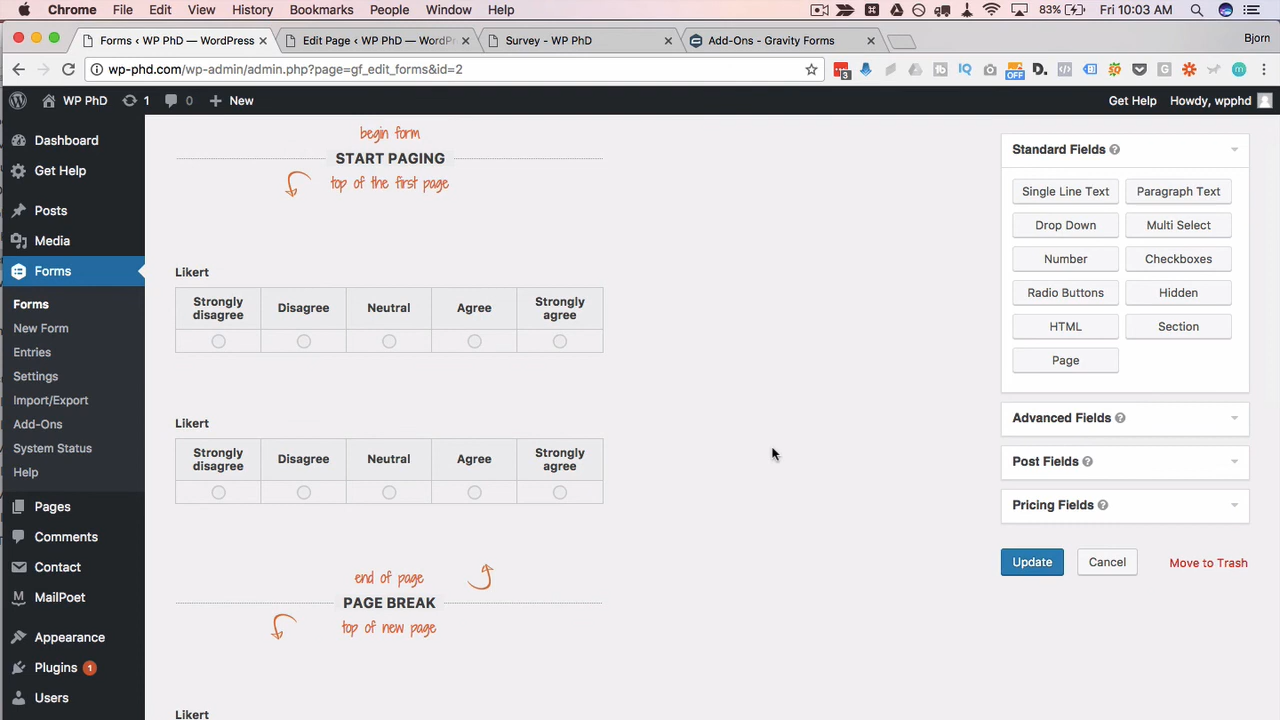 Chrome File Edit View History Bookmarks People Window Help 83% Fri 10:03 AM
Forms ‹ WP PhD — WordPress Edit Page ‹ WP PhD — WordPr Survey - WP PhD Add-Ons - Gravity Forms Bjorn
wp-phd.com/wp-admin/admin.php?page=gf_edit_forms&id=2 3 OFF D.
WP PhD 1 0 New Get Help Howdy, wpphd
Dashboard
Get Help
Posts
Media
Forms
Forms
New Form
Entries
Settings
Import/Export
Add-Ons
System Status
Help
Pages
Comments
Contact
MailPoet
Appearance
Plugins 1
Users
begin form
START PAGING
top of the first page
Likert
Strongly disagree Disagree Neutral Agree Strongly agree
Likert
Strongly disagree Disagree Neutral Agree Strongly agree
end of page
PAGE BREAK
top of new page
Likert
Standard Fields
Single Line Text Paragraph Text
Drop Down Multi Select
Number Checkboxes
Radio Buttons Hidden
HTML Section
Page
Advanced Fields
Post Fields
Pricing Fields
Update Cancel Move to Trash